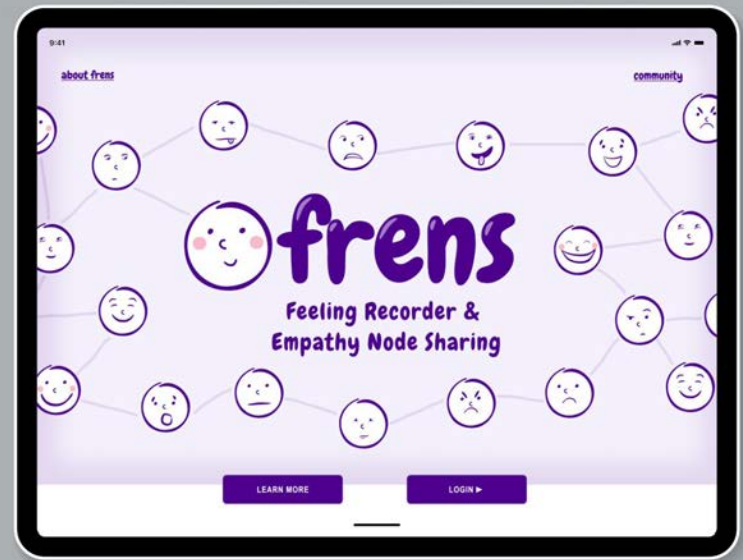 9:41
about frens
community
frens
Feeling Recorder &
Empathy Node Sharing
LEARN MORE
LOGIN ▶